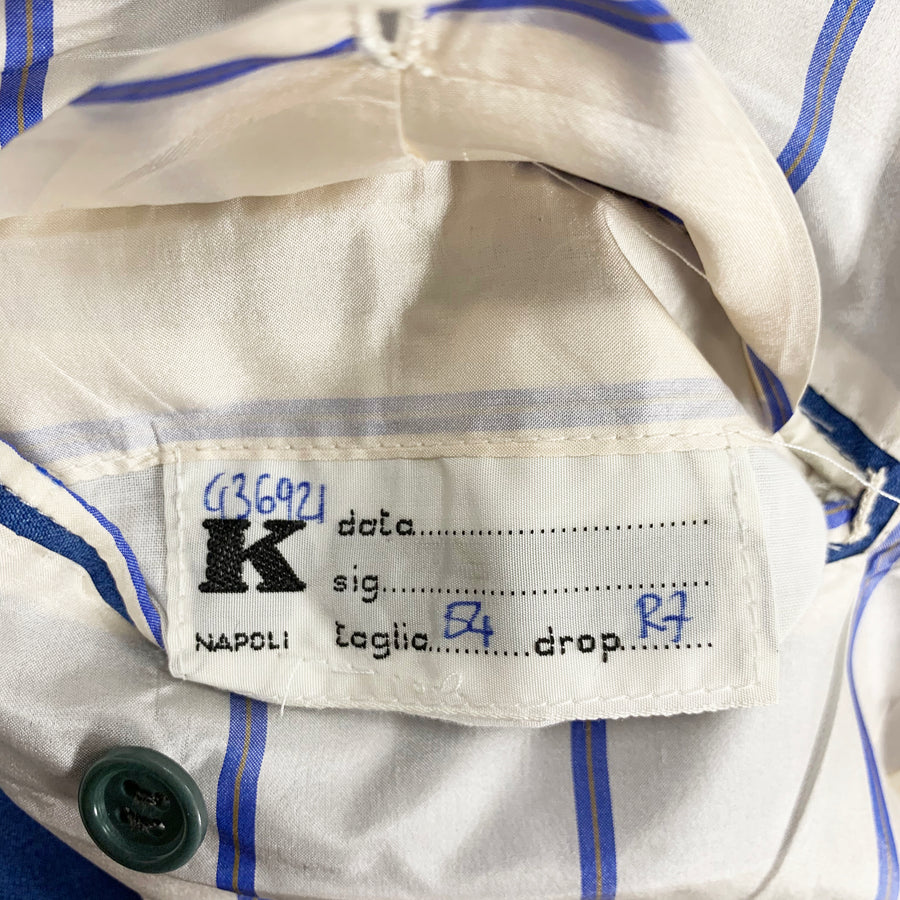 436921
K data
sig
NAPOLI taglia 54 drop R7